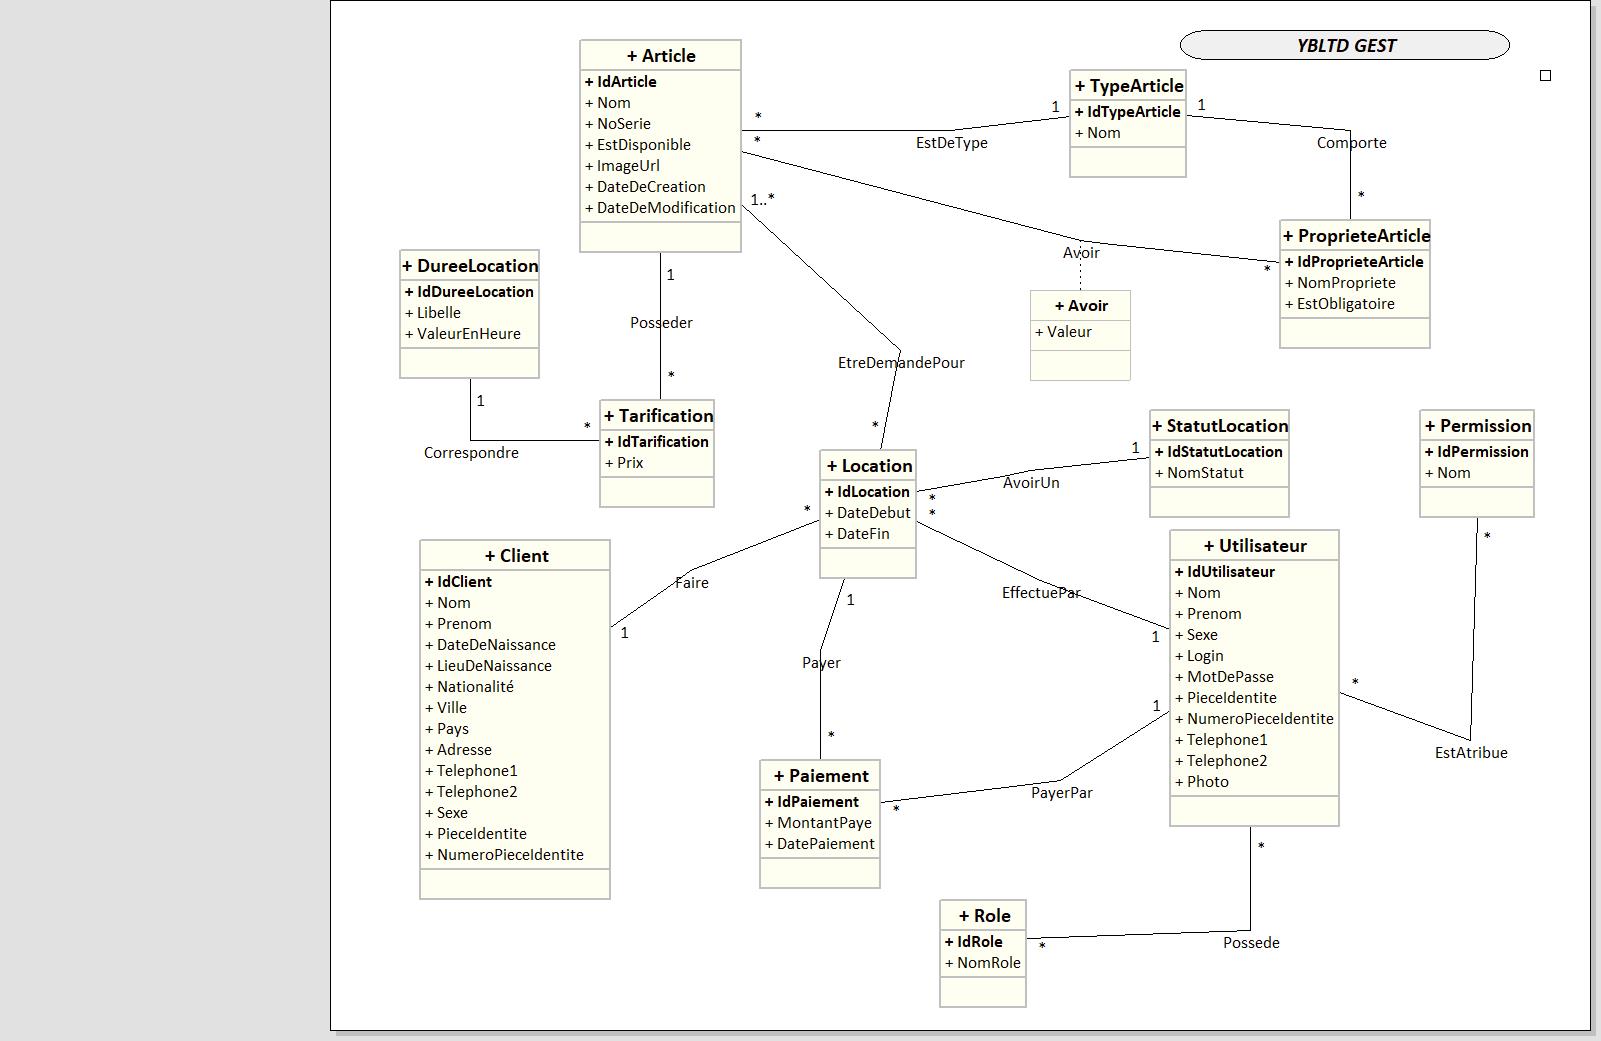 YBLTD GEST
+ Article
+ IdArticle
+ Nom
+ NoSerie
+ EstDisponible
+ ImageUrl
+ DateDeCreation
+ DateDeModification
+ TypeArticle
+ IdTypeArticle
+ Nom
*
1
EstDeType
1
Comporte
*
*
Avoir
*
+ Avoir
+ Valeur
+ ProprieteArticle
+ IdProprieteArticle
+ NomPropriete
+ EstObligatoire
1..*
EtreDemandePour
*
1
Posseder
*
+ DureeLocation
+ IdDureeLocation
+ Libelle
+ ValeurEnHeure
1
Correspondre
*
+ Tarification
+ IdTarification
+ Prix
+ Location
+ IdLocation
+ DateDebut
+ DateFin
*
AvoirUn
1
+ StatutLocation
+ IdStatutLocation
+ NomStatut
+ Permission
+ IdPermission
+ Nom
*
EffectuePar
1
*
Faire
1
+ Client
+ IdClient
+ Nom
+ Prenom
+ DateDeNaissance
+ LieuDeNaissance
+ Nationalité
+ Ville
+ Pays
+ Adresse
+ Telephone1
+ Telephone2
+ Sexe
+ PieceIdentite
+ NumeroPieceIdentite
1
Payer
*
+ Paiement
+ IdPaiement
+ MontantPaye
+ DatePaiement
*
PayerPar
1
+ Utilisateur
+ IdUtilisateur
+ Nom
+ Prenom
+ Sexe
+ Login
+ MotDePasse
+ PieceIdentite
+ NumeroPieceIdentite
+ Telephone1
+ Telephone2
+ Photo
*
*
EstAtribue
*
Possede
*
+ Role
+ IdRole
+ NomRole